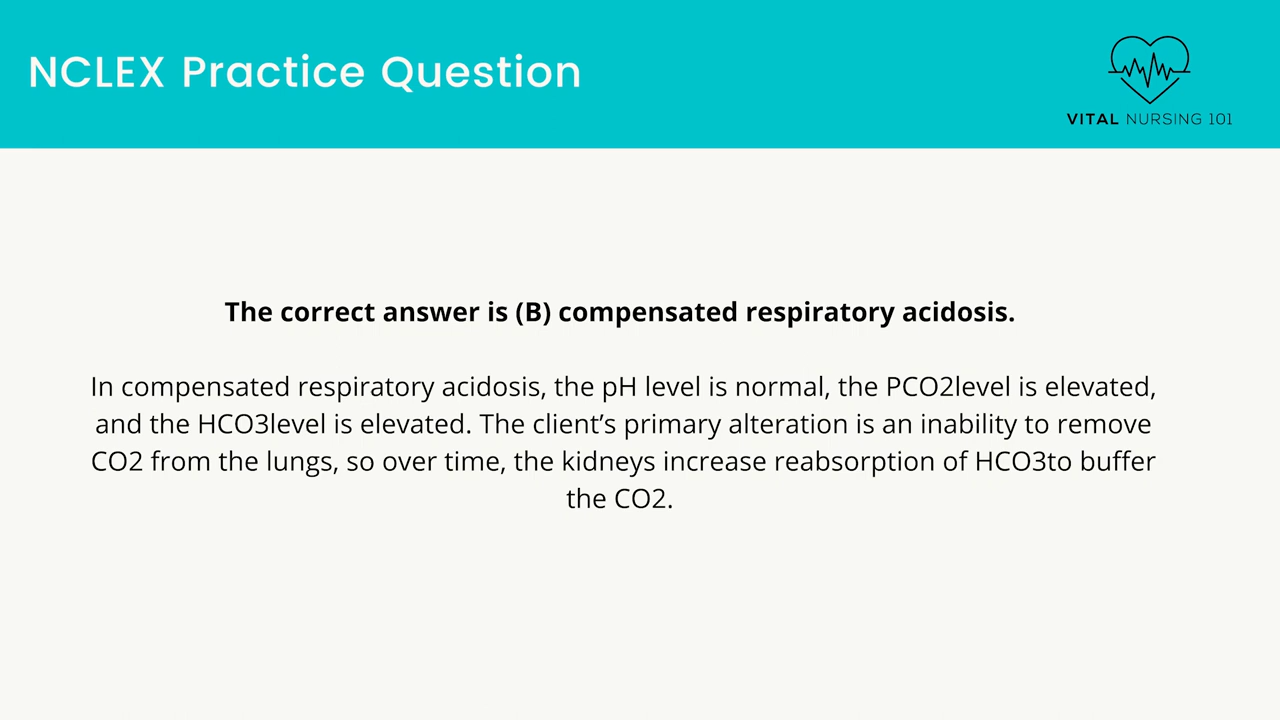 NCLEX Practice Question
VITAL NURSING 101
The correct answer is (B) compensated respiratory acidosis.
In compensated respiratory acidosis, the pH level is normal, the PCO2level is elevated,
and the HCO3level is elevated. The client’s primary alteration is an inability to remove
CO2 from the lungs, so over time, the kidneys increase reabsorption of HCO3to buffer
the CO2.